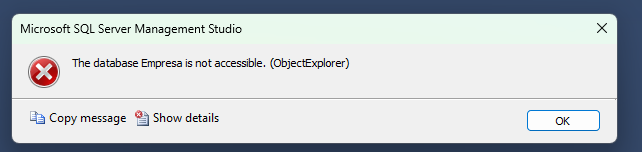 Microsoft SQL Server Management Studio
The database Empresa is not accessible. (ObjectExplorer)
Copy message Show details OK